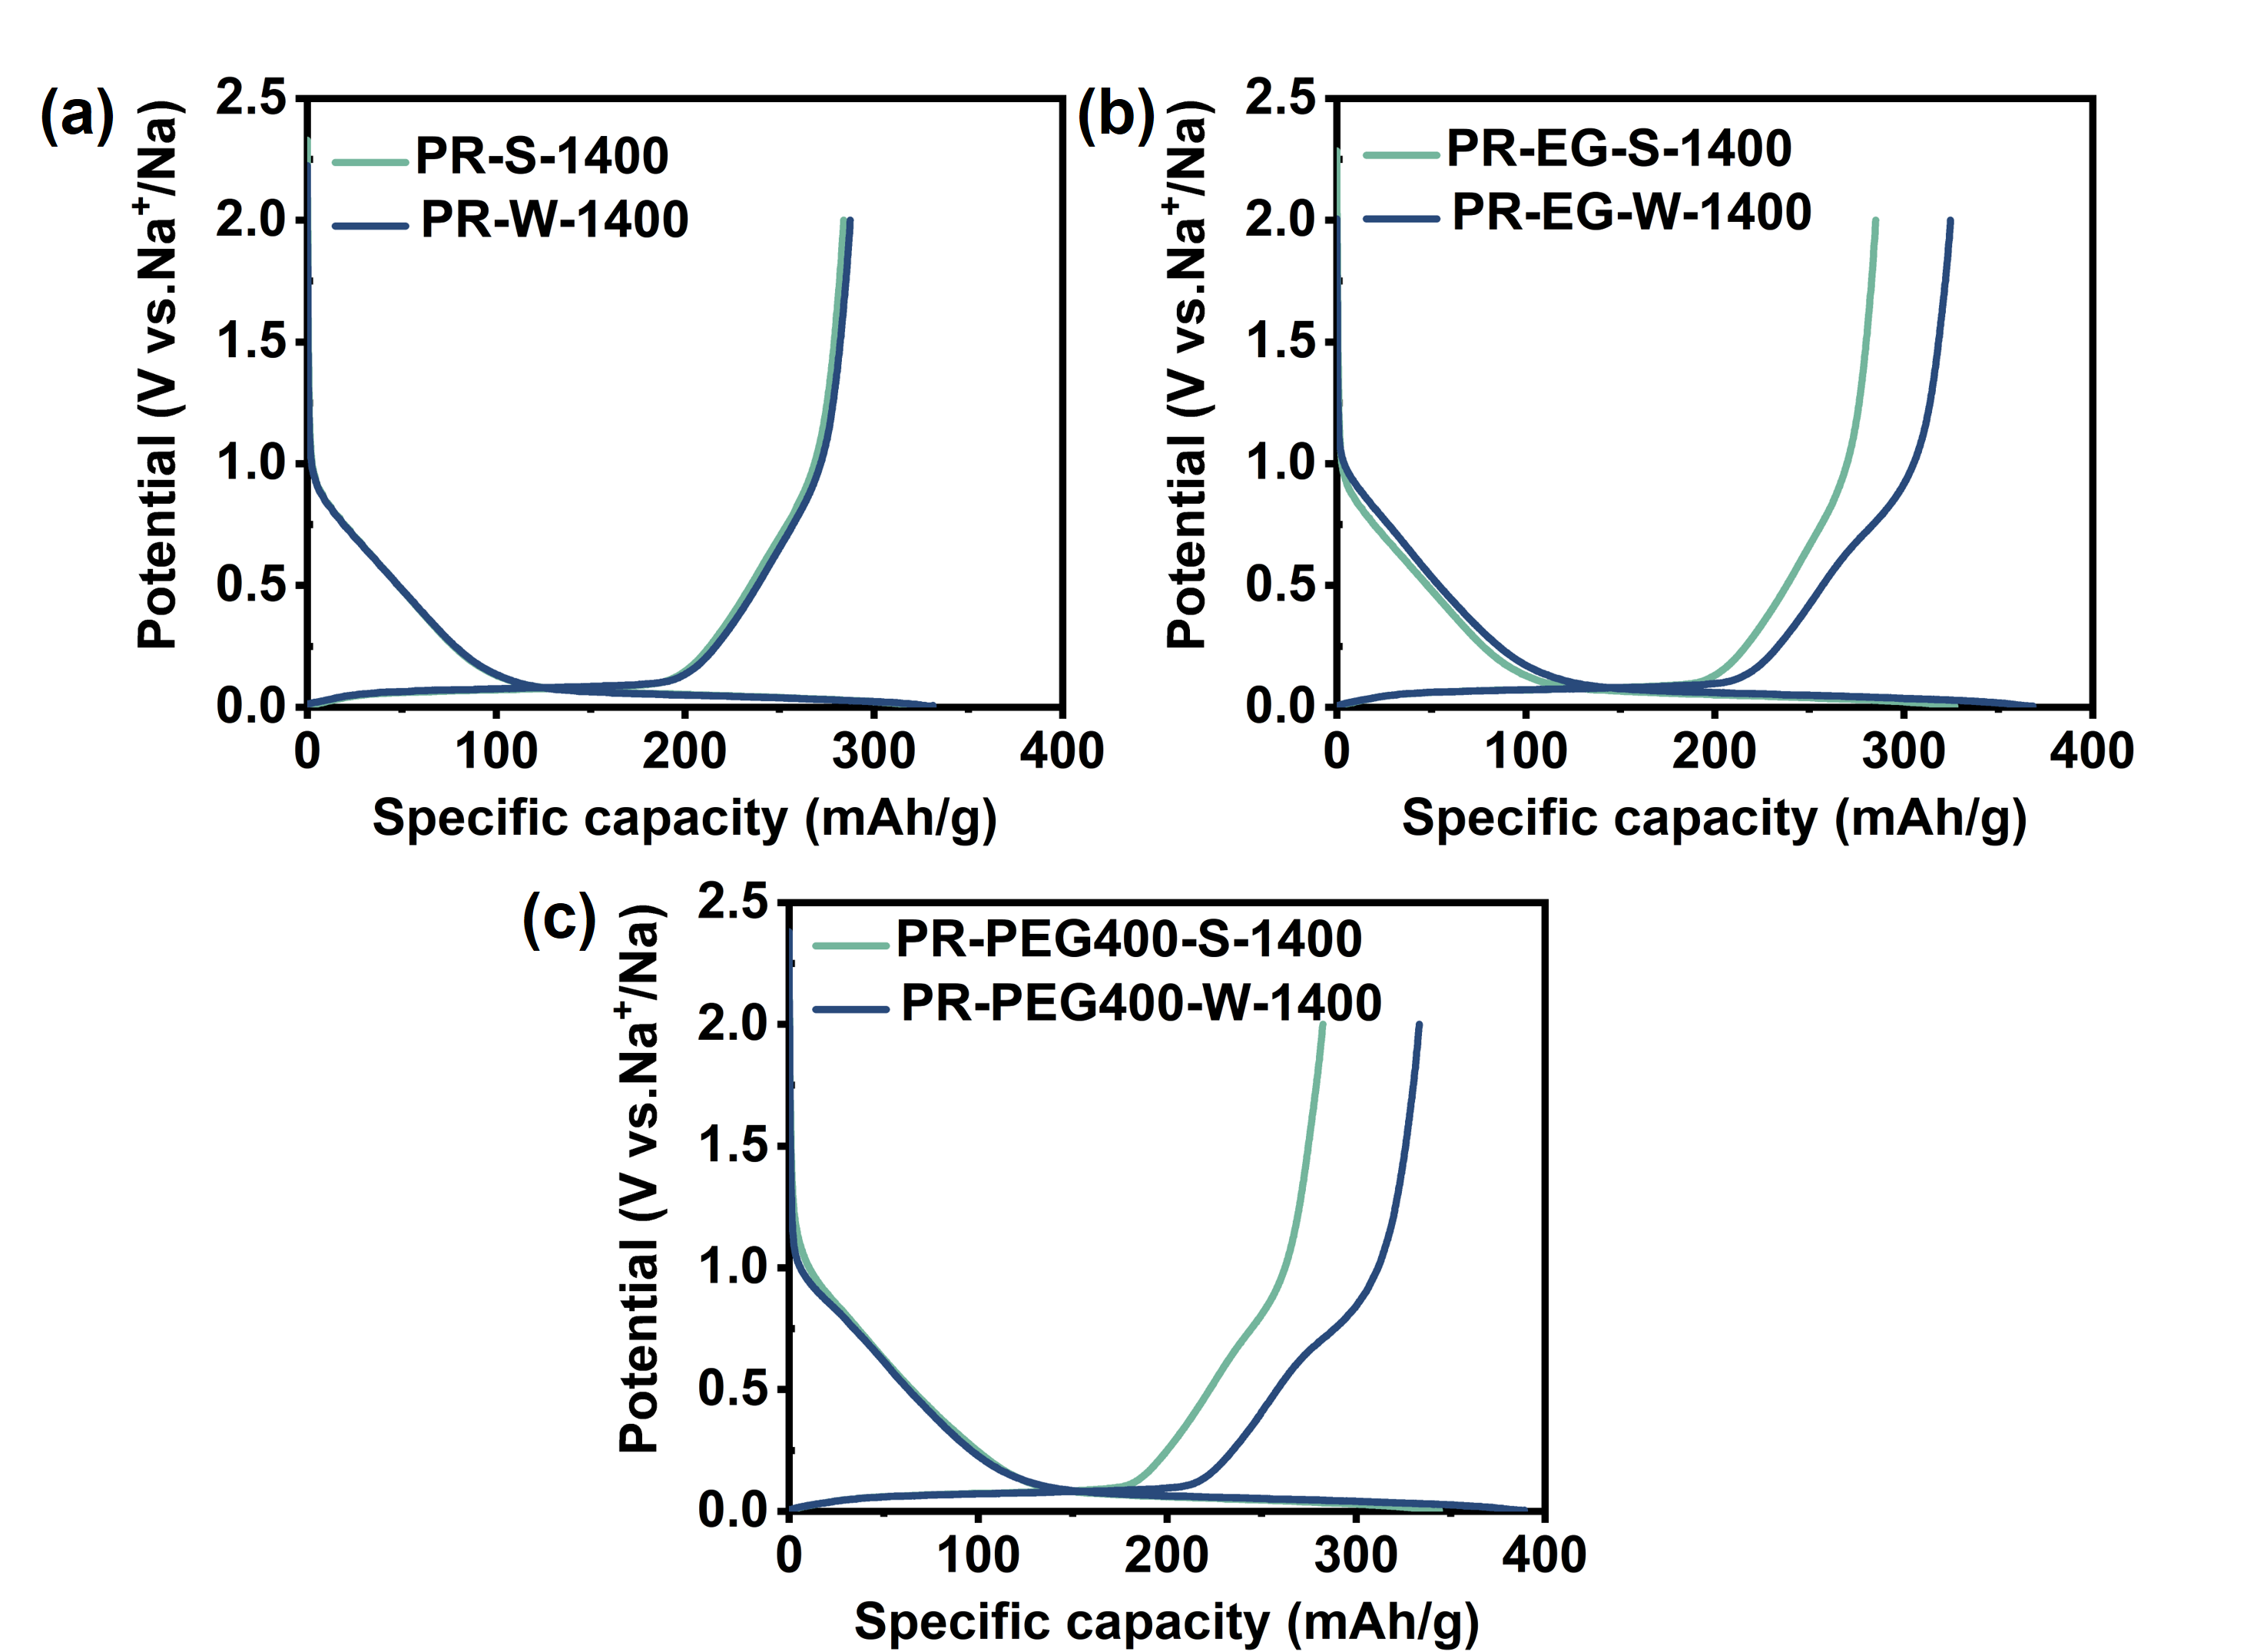 (a)
Potential (V vs.Na⁺/Na)
2.5
2.0
1.5
1.0
0.5
0.0
PR-S-1400
PR-W-1400
0 100 200 300 400
Specific capacity (mAh/g)
(b)
Potential (V vs.Na⁺/Na)
2.5
2.0
1.5
1.0
0.5
0.0
PR-EG-S-1400
PR-EG-W-1400
0 100 200 300 400
Specific capacity (mAh/g)
(c)
Potential (V vs.Na⁺/Na)
2.5
2.0
1.5
1.0
0.5
0.0
PR-PEG400-S-1400
PR-PEG400-W-1400
0 100 200 300 400
Specific capacity (mAh/g)